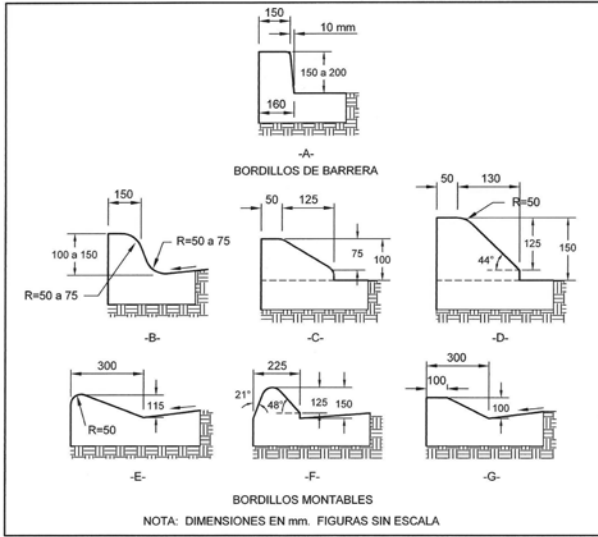 150
10 mm
150 a 200
160
-A-
BORDILLOS DE BARRERA
150
100 a 150
R=50 a 75
R=50 a 75
-B-
50
125
75
100
-C-
50
130
R=50
44°
125
150
-D-
300
115
R=50
-E-
225
21°
48°
125
150
-F-
300
100
100
-G-
BORDILLOS MONTABLES
NOTA: DIMENSIONES EN mm. FIGURAS SIN ESCALA